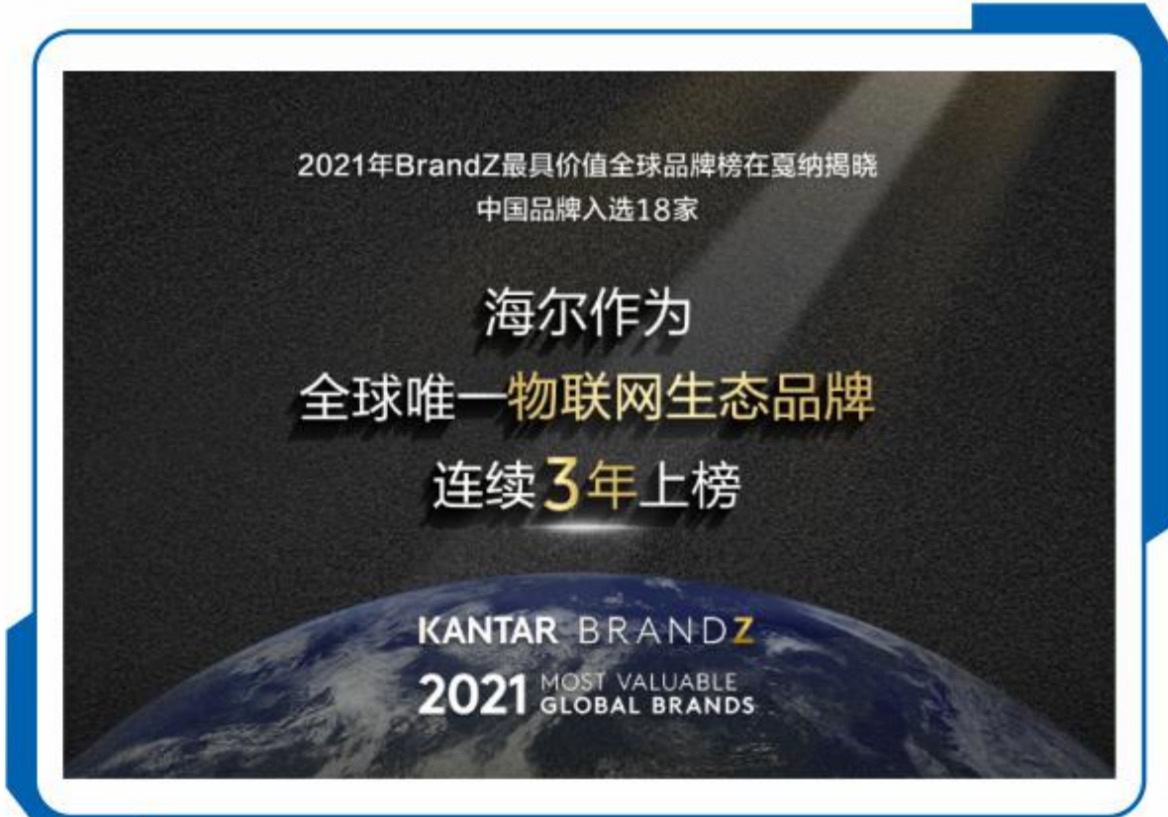 2021年BrandZ最具价值全球品牌榜在戛纳揭晓
中国品牌入选18家
海尔作为
全球唯一物联网生态品牌
连续3年上榜
KANTAR BRANDZ
2021 MOST VALUABLE
GLOBAL BRANDS